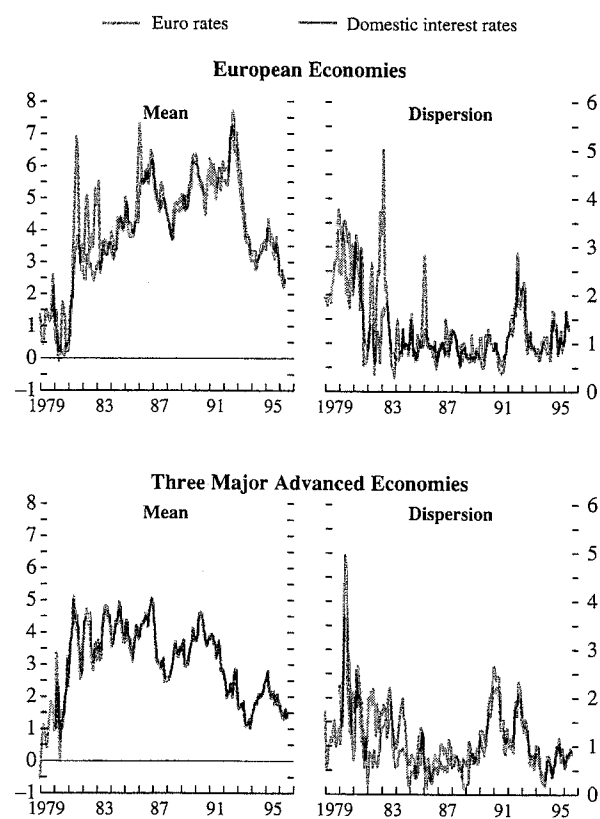 Euro rates Domestic interest rates
European Economies
Mean Dispersion
8 6
7
6 5
5 4
4
3 3
2 2
1 1
0
−1 0
1979 83 87 91 95 1979 83 87 91 95
Three Major Advanced Economies
Mean Dispersion
8 6
7
6 5
5 4
4
3 3
2 2
1 1
0
−1 0
1979 83 87 91 95 1979 83 87 91 95